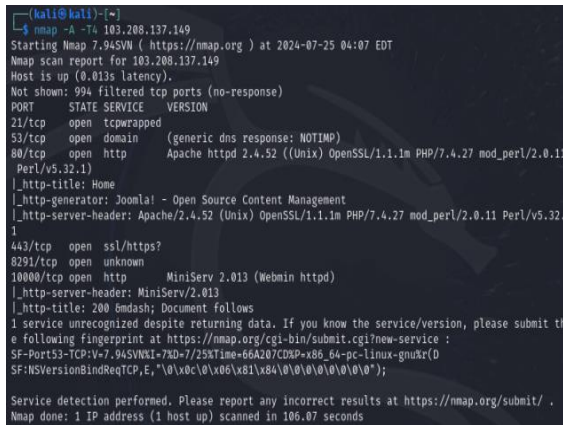 (kali㉿kali)-[~]
$ nmap -A -T4 103.208.137.149
Starting Nmap 7.94SVN ( https://nmap.org ) at 2024-07-25 04:07 EDT
Nmap scan report for 103.208.137.149
Host is up (0.013s latency).
Not shown: 994 filtered tcp ports (no-response)
PORT      STATE SERVICE    VERSION
21/tcp    open  tcpwrapped
53/tcp    open  domain     (generic dns response: NOTIMP)
80/tcp    open  http       Apache httpd 2.4.52 ((Unix) OpenSSL/1.1.1m PHP/7.4.27 mod_perl/2.0.11
 Perl/v5.32.1)
|_http-title: Home
|_http-generator: Joomla! - Open Source Content Management
|_http-server-header: Apache/2.4.52 (Unix) OpenSSL/1.1.1m PHP/7.4.27 mod_perl/2.0.11 Perl/v5.32.
1
443/tcp   open  ssl/https?
8291/tcp  open  unknown
10000/tcp open  http       MiniServ 2.013 (Webmin httpd)
|_http-server-header: MiniServ/2.013
|_http-title: 200 &mdash; Document follows
1 service unrecognized despite returning data. If you know the service/version, please submit th
e following fingerprint at https://nmap.org/cgi-bin/submit.cgi?new-service :
SF-Port53-TCP:V=7.94SVN%I=7%D=7/25%Time=66A207CD%P=x86_64-pc-linux-gnu%r(D
SF:NSVersionBindReqTCP,E,"\0\x0c\0\x06\x81\x84\0\0\0\0\0\0\0\0");

Service detection performed. Please report any incorrect results at https://nmap.org/submit/ .
Nmap done: 1 IP address (1 host up) scanned in 106.07 seconds